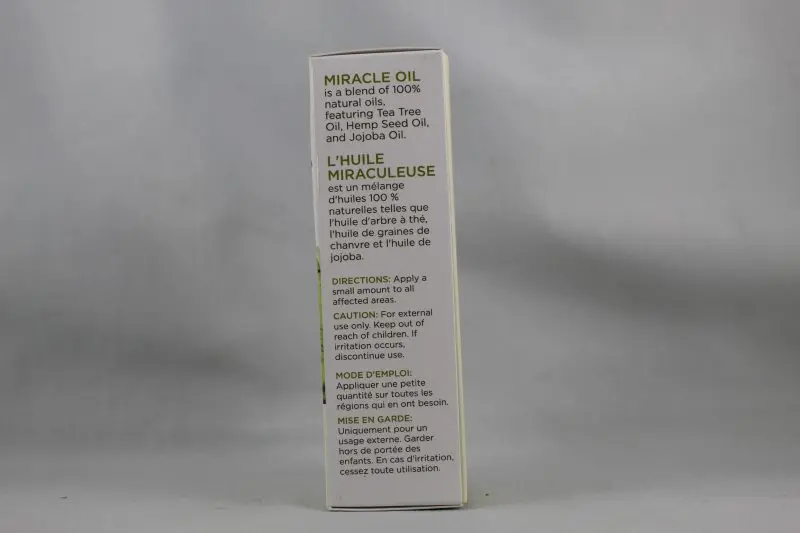 MIRACLE OIL
is a blend of 100%
natural oils,
featuring Tea Tree
Oil, Hemp Seed Oil,
and Jojoba Oil.
L'HUILE
MIRACULEUSE
est un mélange
d'huiles 100 %
naturelles telles que
l'huile d'arbre à thé,
l'huile de graines de
chanvre et l'huile de
jojoba.
DIRECTIONS: Apply a
small amount to all
affected areas.
CAUTION: For external
use only. Keep out of
reach of children. If
irritation occurs,
discontinue use.
MODE D'EMPLOI:
Appliquer une petite
quantité sur toutes les
régions qui en ont besoin.
MISE EN GARDE:
Uniquement pour un
usage externe. Garder
hors de portée des
enfants. En cas d'irritation,
cessez toute utilisation.